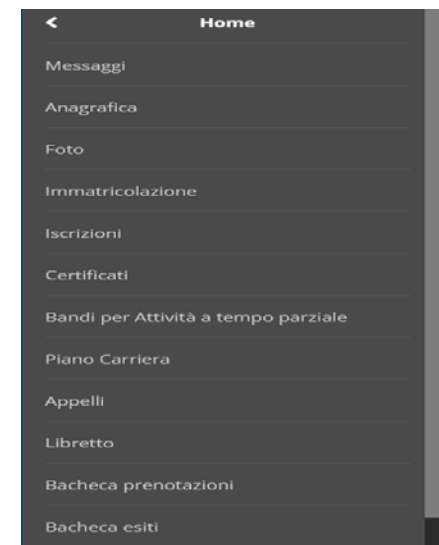 Home
Messaggi
Anagrafica
Foto
Immatricolazione
Iscrizioni
Certificati
Bandi per Attività a tempo parziale
Piano Carriera
Appelli
Libretto
Bacheca prenotazioni
Bacheca esiti